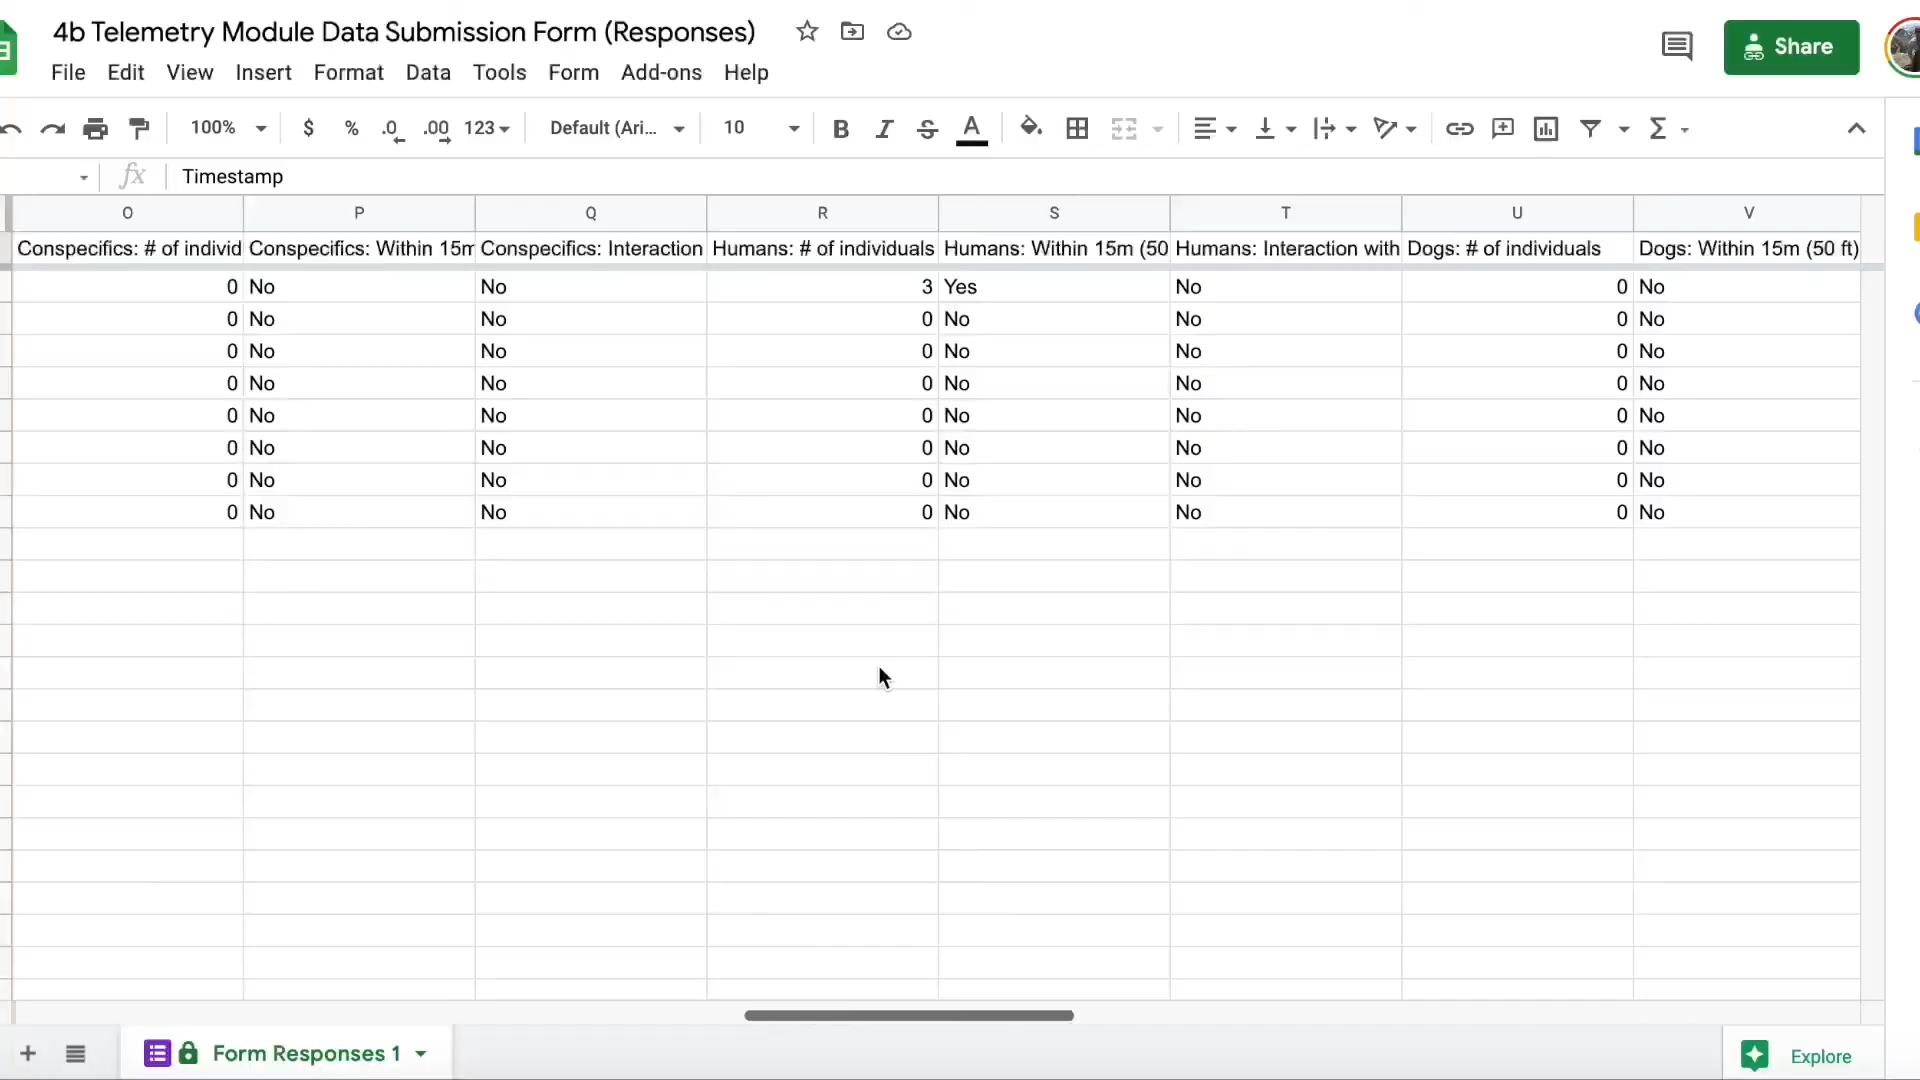 4b Telemetry Module Data Submission Form (Responses)
Share
File Edit View Insert Format Data Tools Form Add-ons Help
100% $ % .0 .00 123 Default (Ari... 10 B I S A Σ
fx Timestamp
O P Q R S T U V
Conspecifics: # of individ Conspecifics: Within 15m Conspecifics: Interaction Humans: # of individuals Humans: Within 15m (50 Humans: Interaction with Dogs: # of individuals Dogs: Within 15m (50 ft)
0 No No 3 Yes No 0 No
0 No No 0 No No 0 No
0 No No 0 No No 0 No
0 No No 0 No No 0 No
0 No No 0 No No 0 No
0 No No 0 No No 0 No
0 No No 0 No No 0 No
0 No No 0 No No 0 No
+ Form Responses 1 Explore